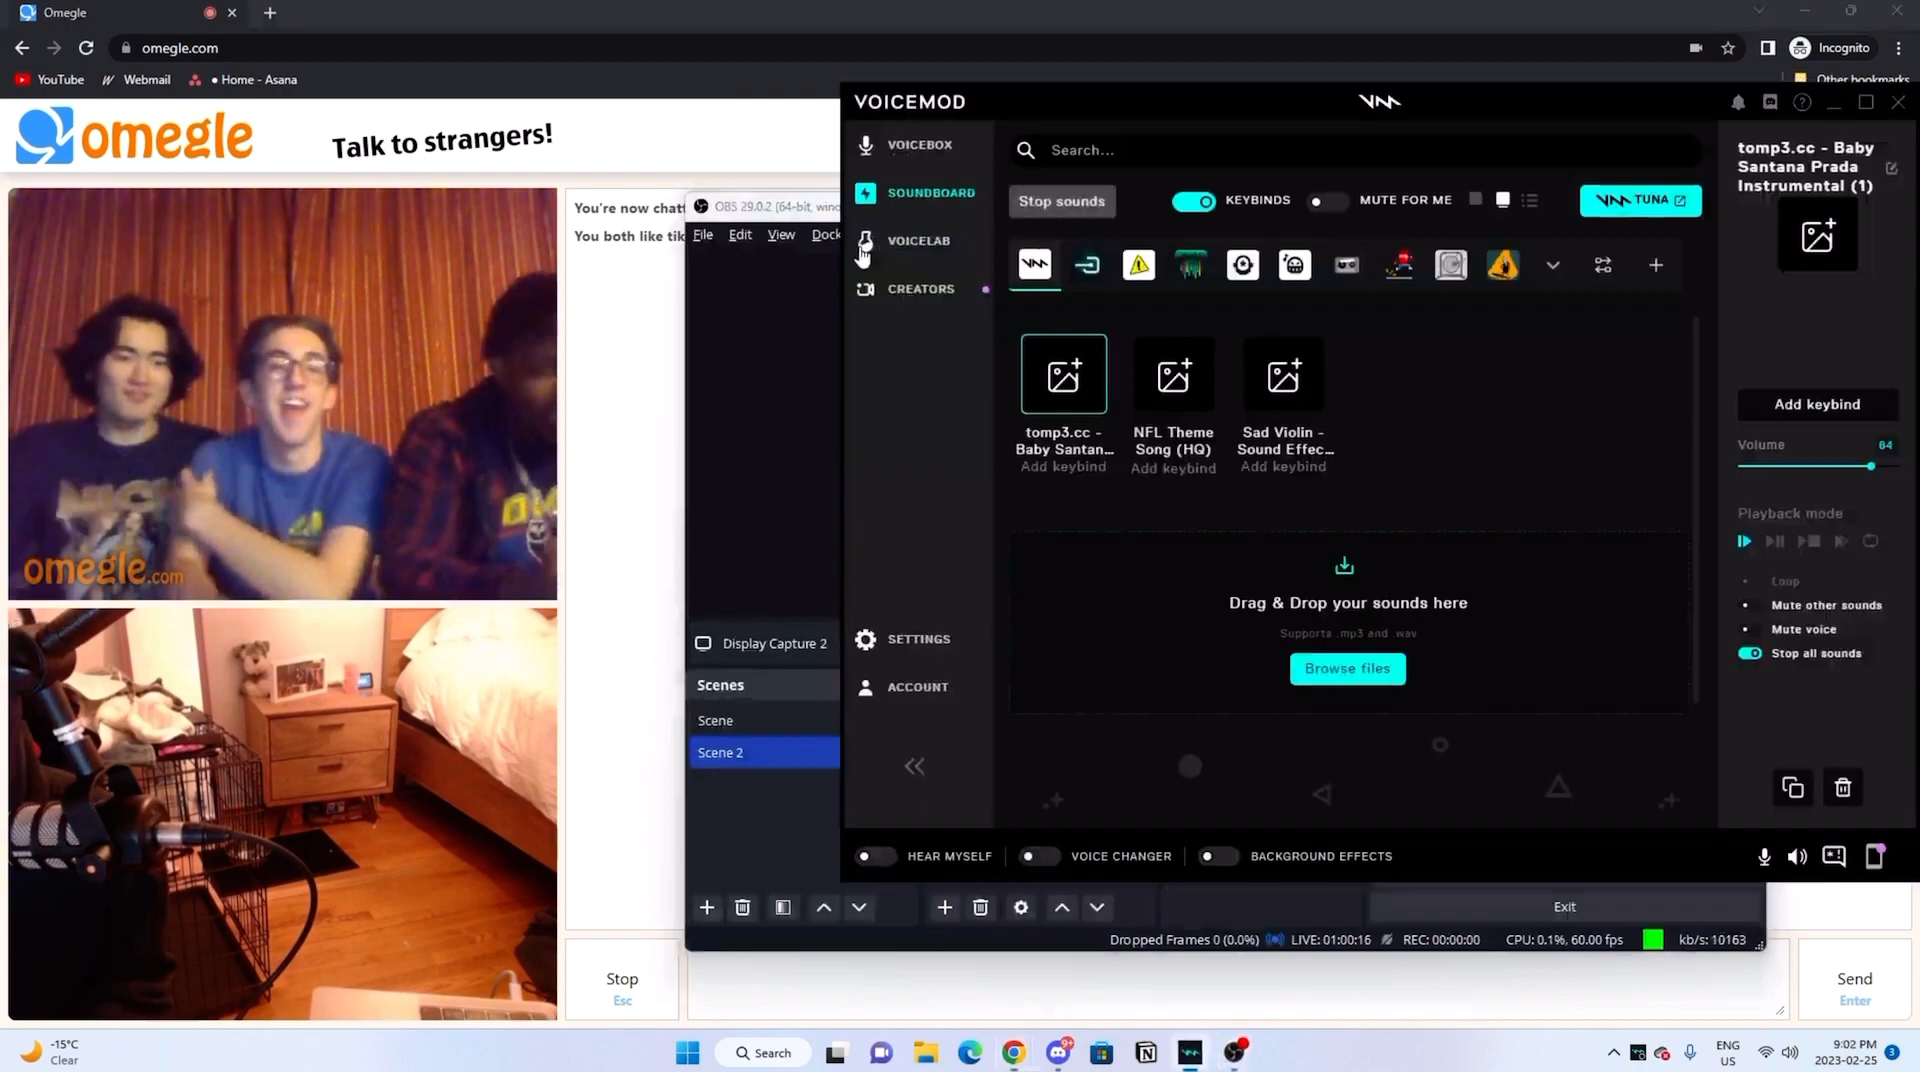 Omegle
omegle.com
Incognito
YouTube
Webmail
• Home - Asana
Other bookmarks
omegle
Talk to strangers!
omegle.com
You're now chatt
You both like tik
Stop
Esc
Send
Enter
OBS 29.0.2 (64-bit, winc
File
Edit
View
Dock
Display Capture 2
Scenes
Scene
Scene 2
Exit
Dropped Frames 0 (0.0%)
LIVE: 01:00:16
REC: 00:00:00
CPU: 0.1%, 60.00 fps
kb/s: 10163
VOICEMOD
VOICEBOX
SOUNDBOARD
VOICELAB
CREATORS
SETTINGS
ACCOUNT
Search...
Stop sounds
KEYBINDS
MUTE FOR ME
TUNA
tomp3.cc -
Baby Santan...
Add keybind
NFL Theme
Song (HQ)
Add keybind
Sad Violin -
Sound Effec...
Add keybind
Drag & Drop your sounds here
Supports .mp3 and .wav
Browse files
tomp3.cc - Baby
Santana Prada
Instrumental (1)
Add keybind
Volume
64
Playback mode
Loop
Mute other sounds
Mute voice
Stop all sounds
HEAR MYSELF
VOICE CHANGER
BACKGROUND EFFECTS
-15°C
Clear
Search
9+
ENG
US
9:02 PM
2023-02-25
3